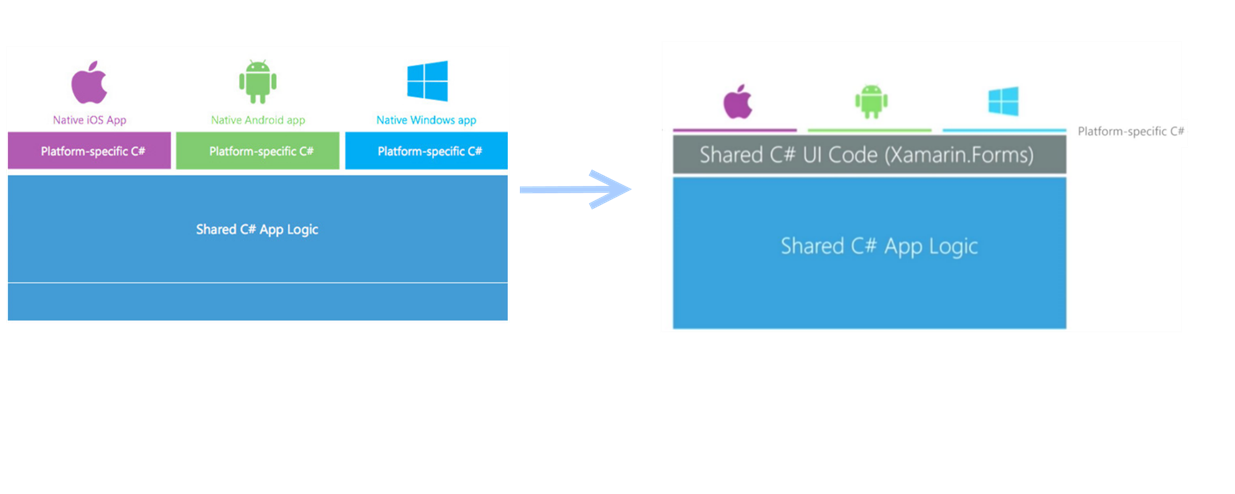 Native iOS App
Native Android app
Native Windows app
Platform-specific C#
Platform-specific C#
Platform-specific C#
Shared C# App Logic
Platform-specific C#
Shared C# UI Code (Xamarin.Forms)
Shared C# App Logic